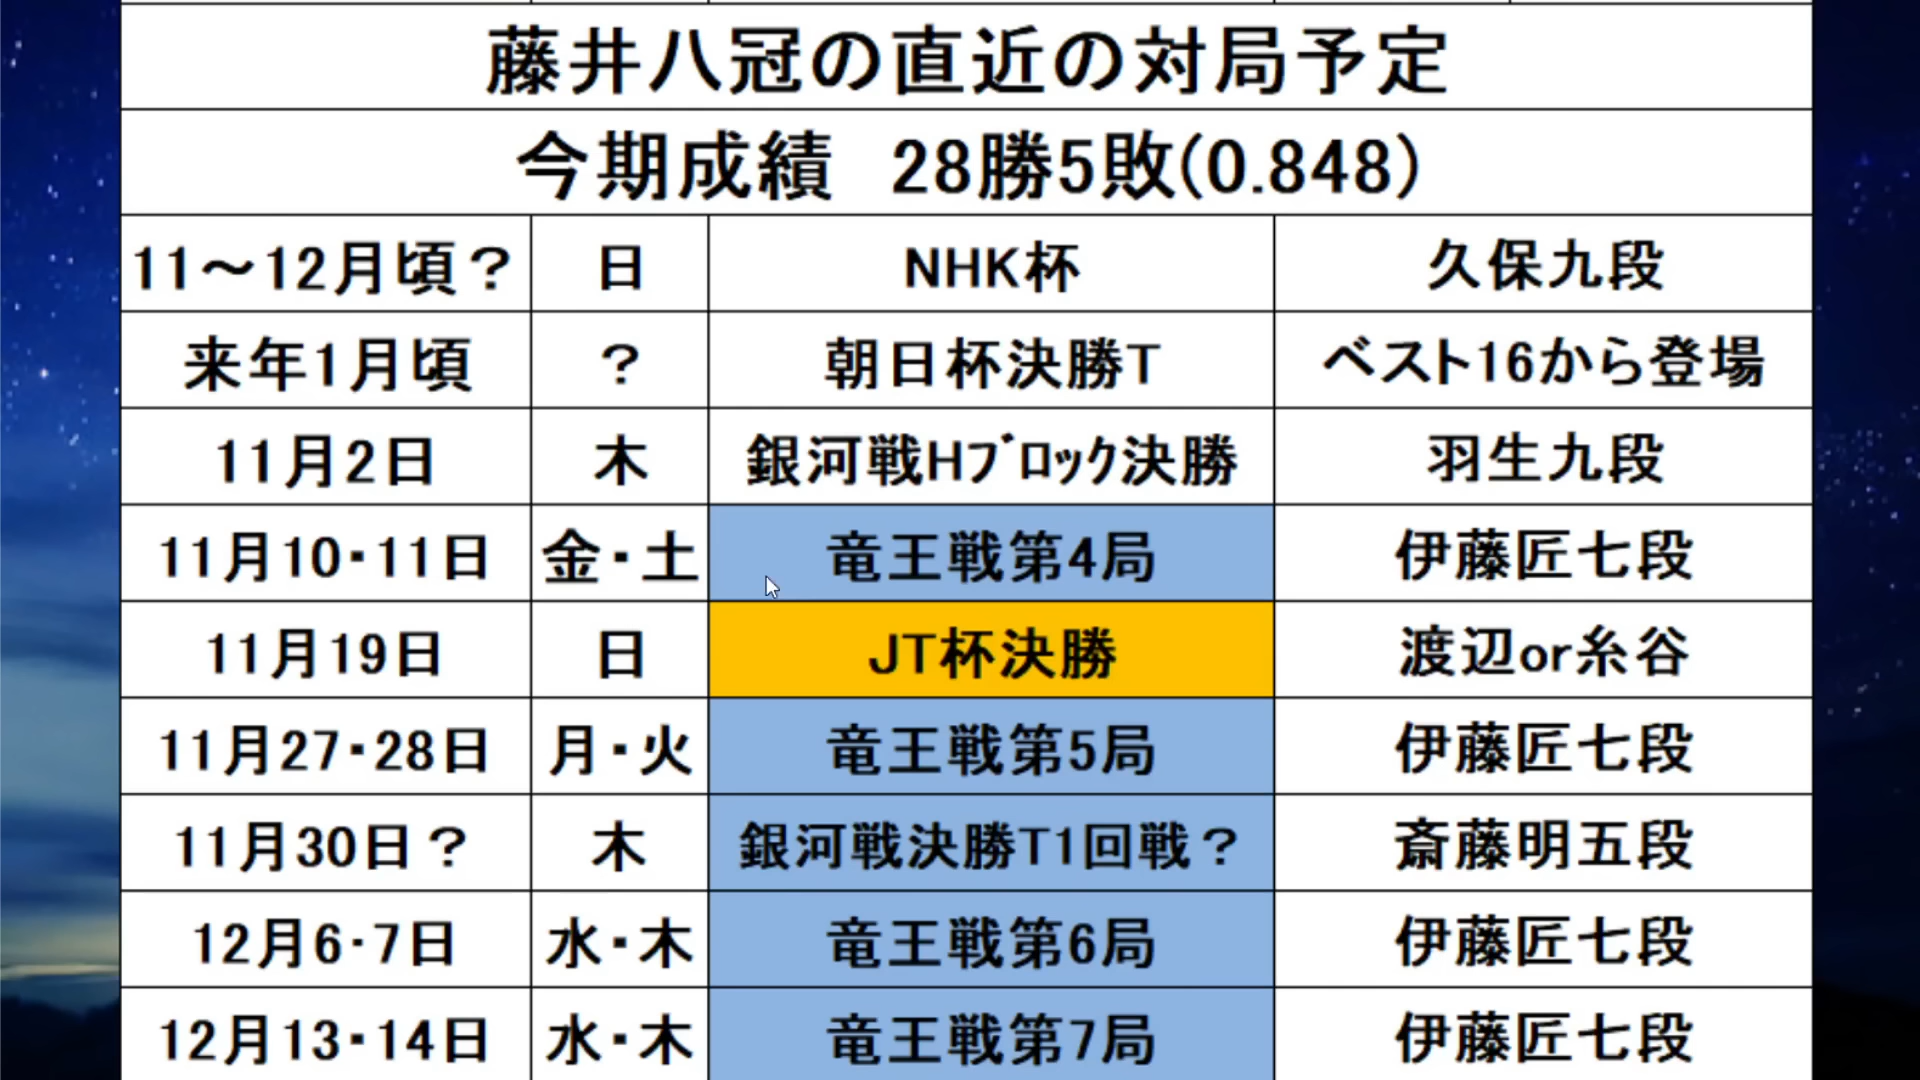 藤井八冠の直近の対局予定
今期成績 28勝5敗(0.848)
11～12月頃？ 日 NHK杯 久保九段
来年1月頃 ？ 朝日杯決勝T ベスト16から登場
11月2日 木 銀河戦Hﾌﾞﾛｯｸ決勝 羽生九段
11月10・11日 金・土 竜王戦第4局 伊藤匠七段
11月19日 日 JT杯決勝 渡辺or糸谷
11月27・28日 月・火 竜王戦第5局 伊藤匠七段
11月30日？ 木 銀河戦決勝T1回戦？ 斎藤明五段
12月6・7日 水・木 竜王戦第6局 伊藤匠七段
12月13・14日 水・木 竜王戦第7局 伊藤匠七段